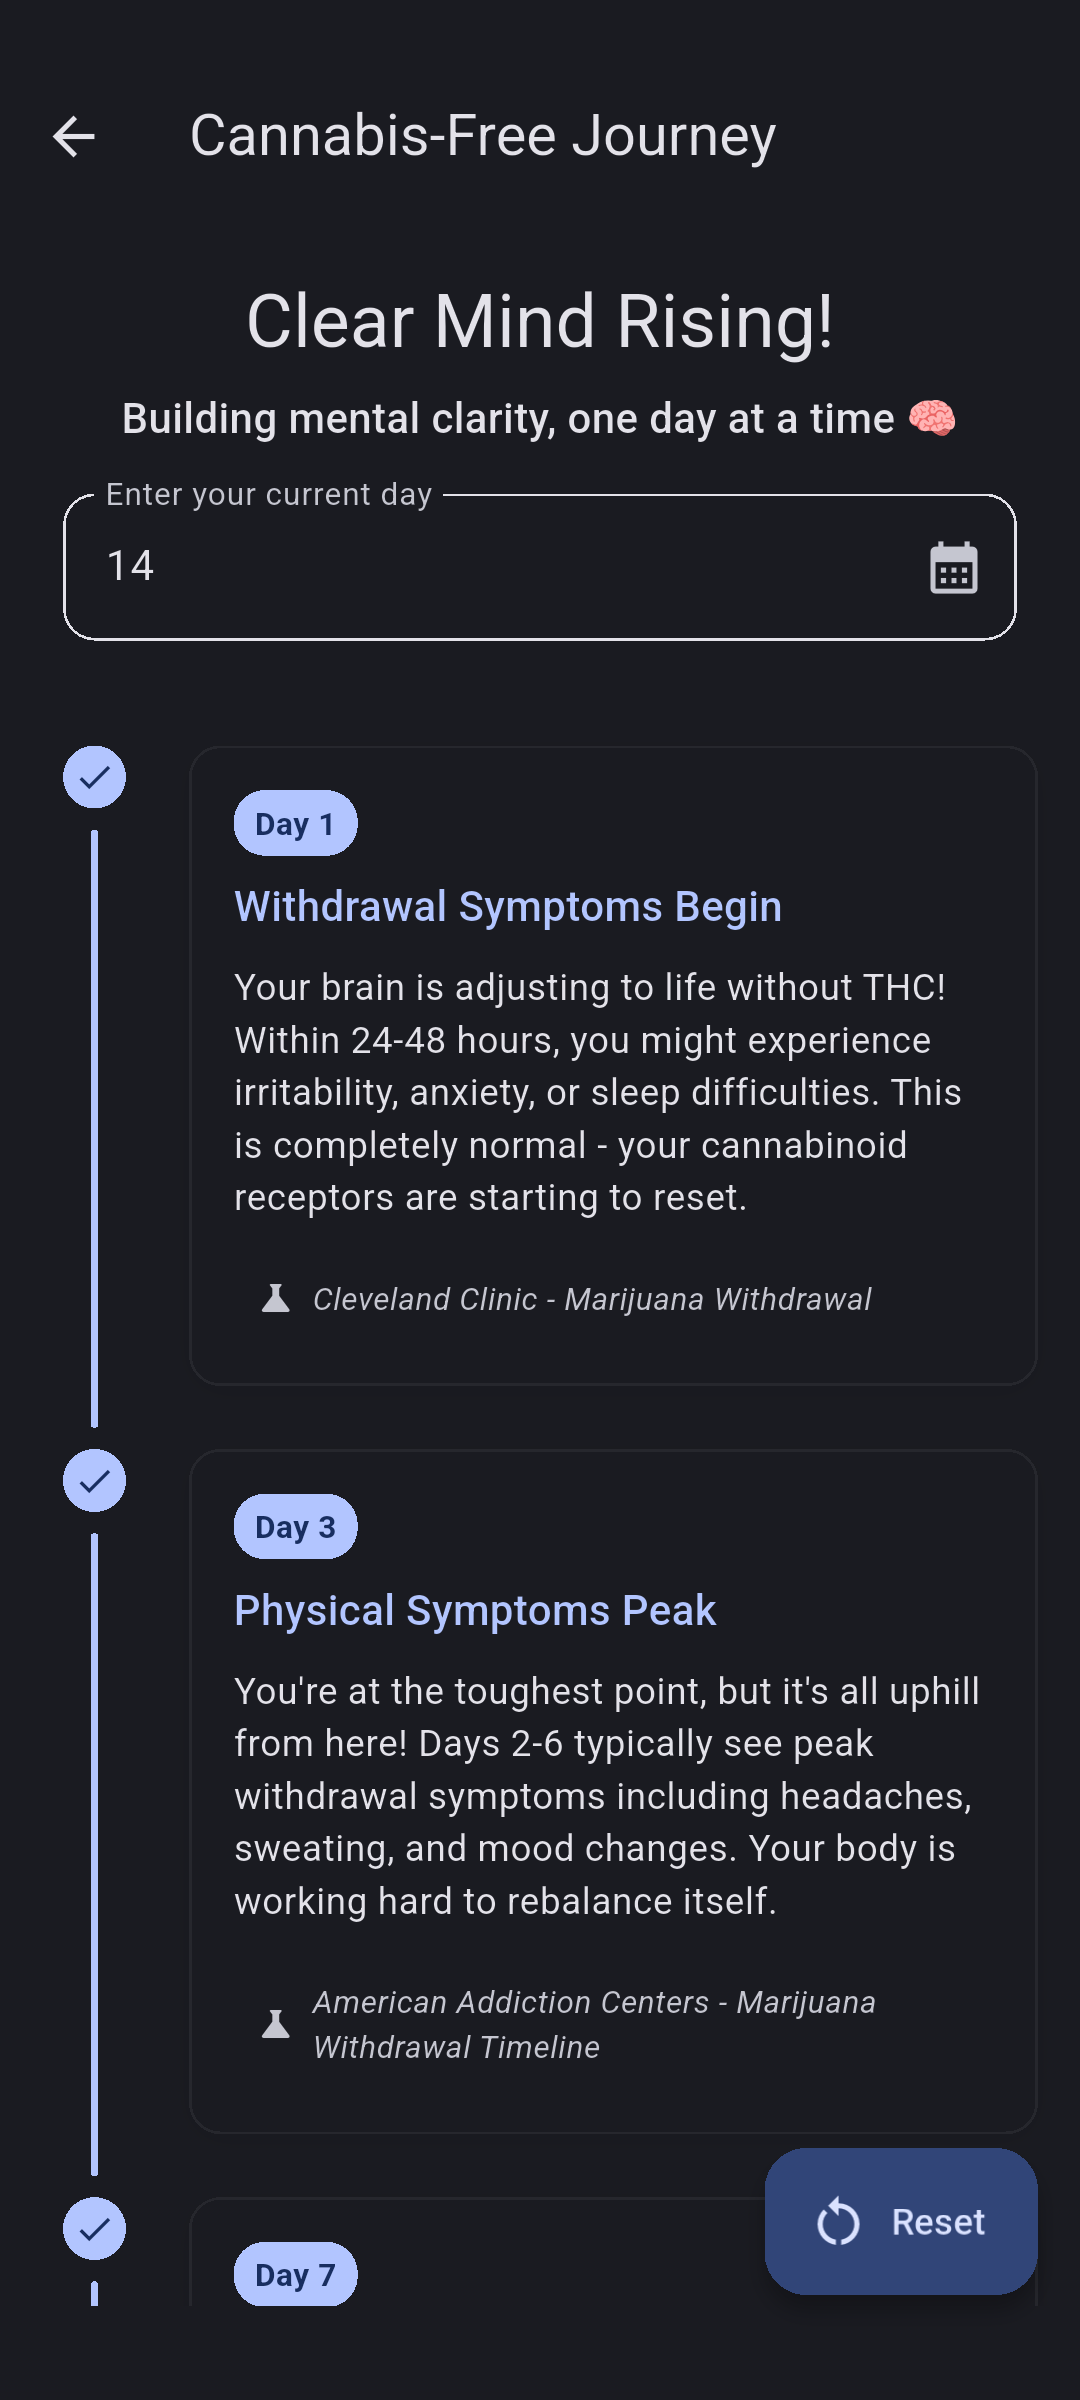 Cannabis-Free Journey
Clear Mind Rising!
Building mental clarity, one day at a time 🧠
Enter your current day
14
Day 1
Withdrawal Symptoms Begin
Your brain is adjusting to life without THC!
Within 24-48 hours, you might experience
irritability, anxiety, or sleep difficulties. This
is completely normal - your cannabinoid
receptors are starting to reset.
Cleveland Clinic - Marijuana Withdrawal
Day 3
Physical Symptoms Peak
You're at the toughest point, but it's all uphill
from here! Days 2-6 typically see peak
withdrawal symptoms including headaches,
sweating, and mood changes. Your body is
working hard to rebalance itself.
American Addiction Centers - Marijuana
Withdrawal Timeline
Reset
Day 7